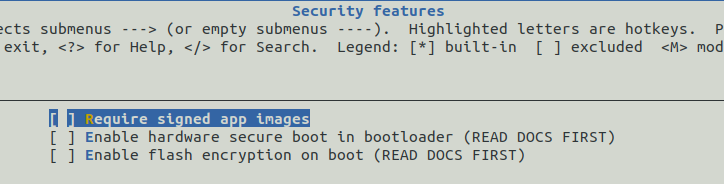 Security features
ects submenus ---> (or empty submenus ----).  Highlighted letters are hotkeys.  P
exit, <?> for Help, </> for Search.  Legend: [*] built-in  [ ] excluded  <M> mod
[ ] Require signed app images
[ ] Enable hardware secure boot in bootloader (READ DOCS FIRST)
[ ] Enable flash encryption on boot (READ DOCS FIRST)